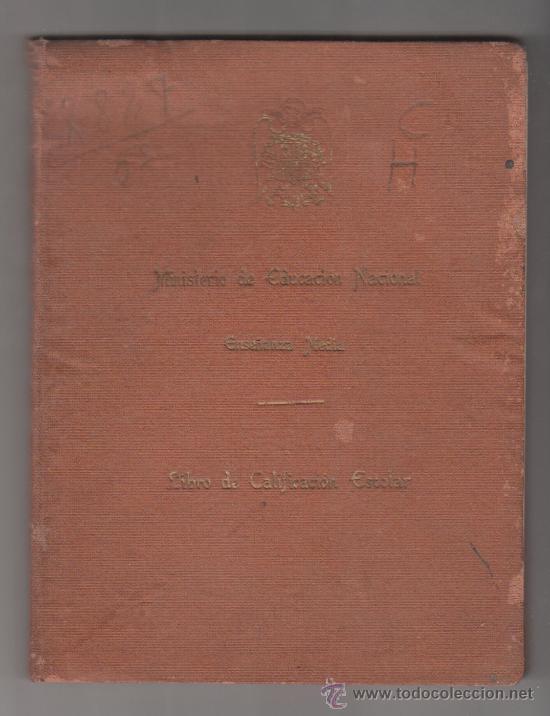 C
H
Ministerio de Educación Nacional
Enseñanza Media
Libro de Calificación Escolar
www.todocoleccion.net